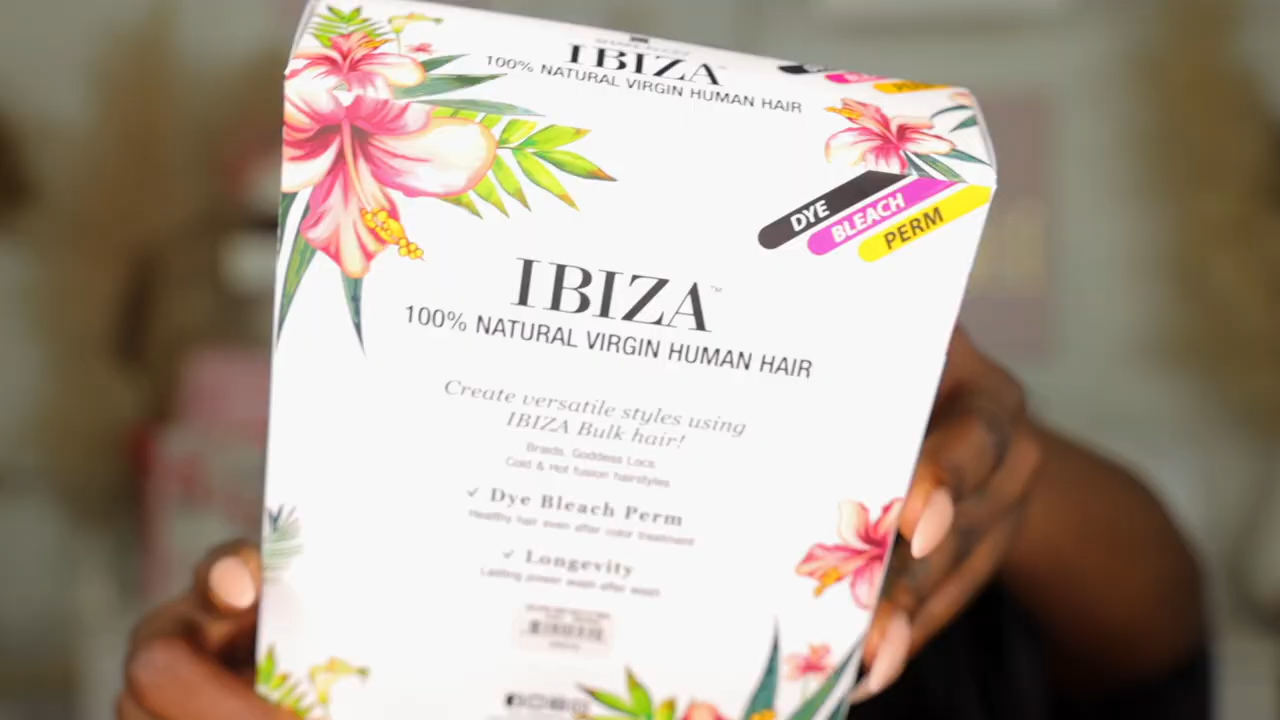 IBIZA
100% NATURAL VIRGIN HUMAN HAIR
DYE
BLEACH
PERM
IBIZA™
100% NATURAL VIRGIN HUMAN HAIR
Create versatile styles using
IBIZA Bulk hair!
Braids, Goddess Locs
Cold & Hot fusion hairstyles
✓ Dye Bleach Perm
Healthy hair even after color treatment
✓ Longevity
Lasting power wash after wash